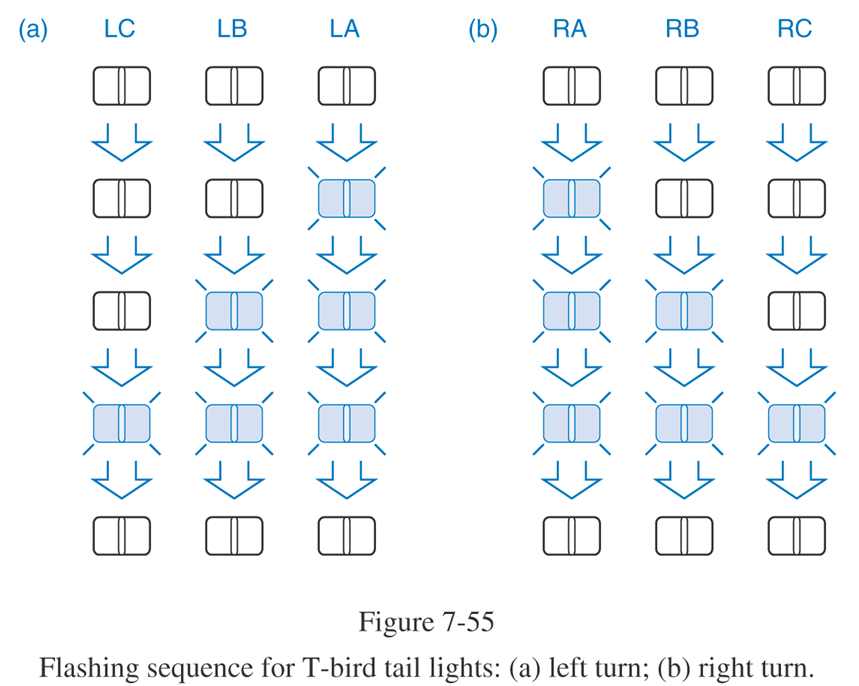 (a) LC LB LA (b) RA RB RC
Figure 7-55
Flashing sequence for T-bird tail lights: (a) left turn; (b) right turn.